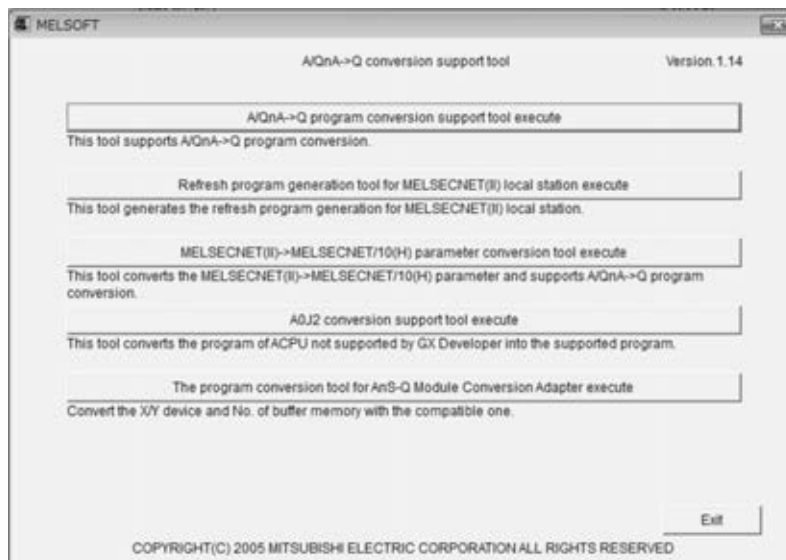 MELSOFT
A/QnA->Q conversion support tool
Version.1.14
A/QnA->Q program conversion support tool execute
This tool supports A/QnA->Q program conversion.
Refresh program generation tool for MELSECNET(II) local station execute
This tool generates the refresh program generation for MELSECNET(II) local station.
MELSECNET(II)->MELSECNET/10(H) parameter conversion tool execute
This tool converts the MELSECNET(II)->MELSECNET/10(H) parameter and supports A/QnA->Q program
conversion.
A0J2 conversion support tool execute
This tool converts the program of ACPU not supported by GX Developer into the supported program.
The program conversion tool for AnS-Q Module Conversion Adapter execute
Convert the X/Y device and No. of buffer memory with the compatible one.
Exit
COPYRIGHT(C) 2005 MITSUBISHI ELECTRIC CORPORATION ALL RIGHTS RESERVED